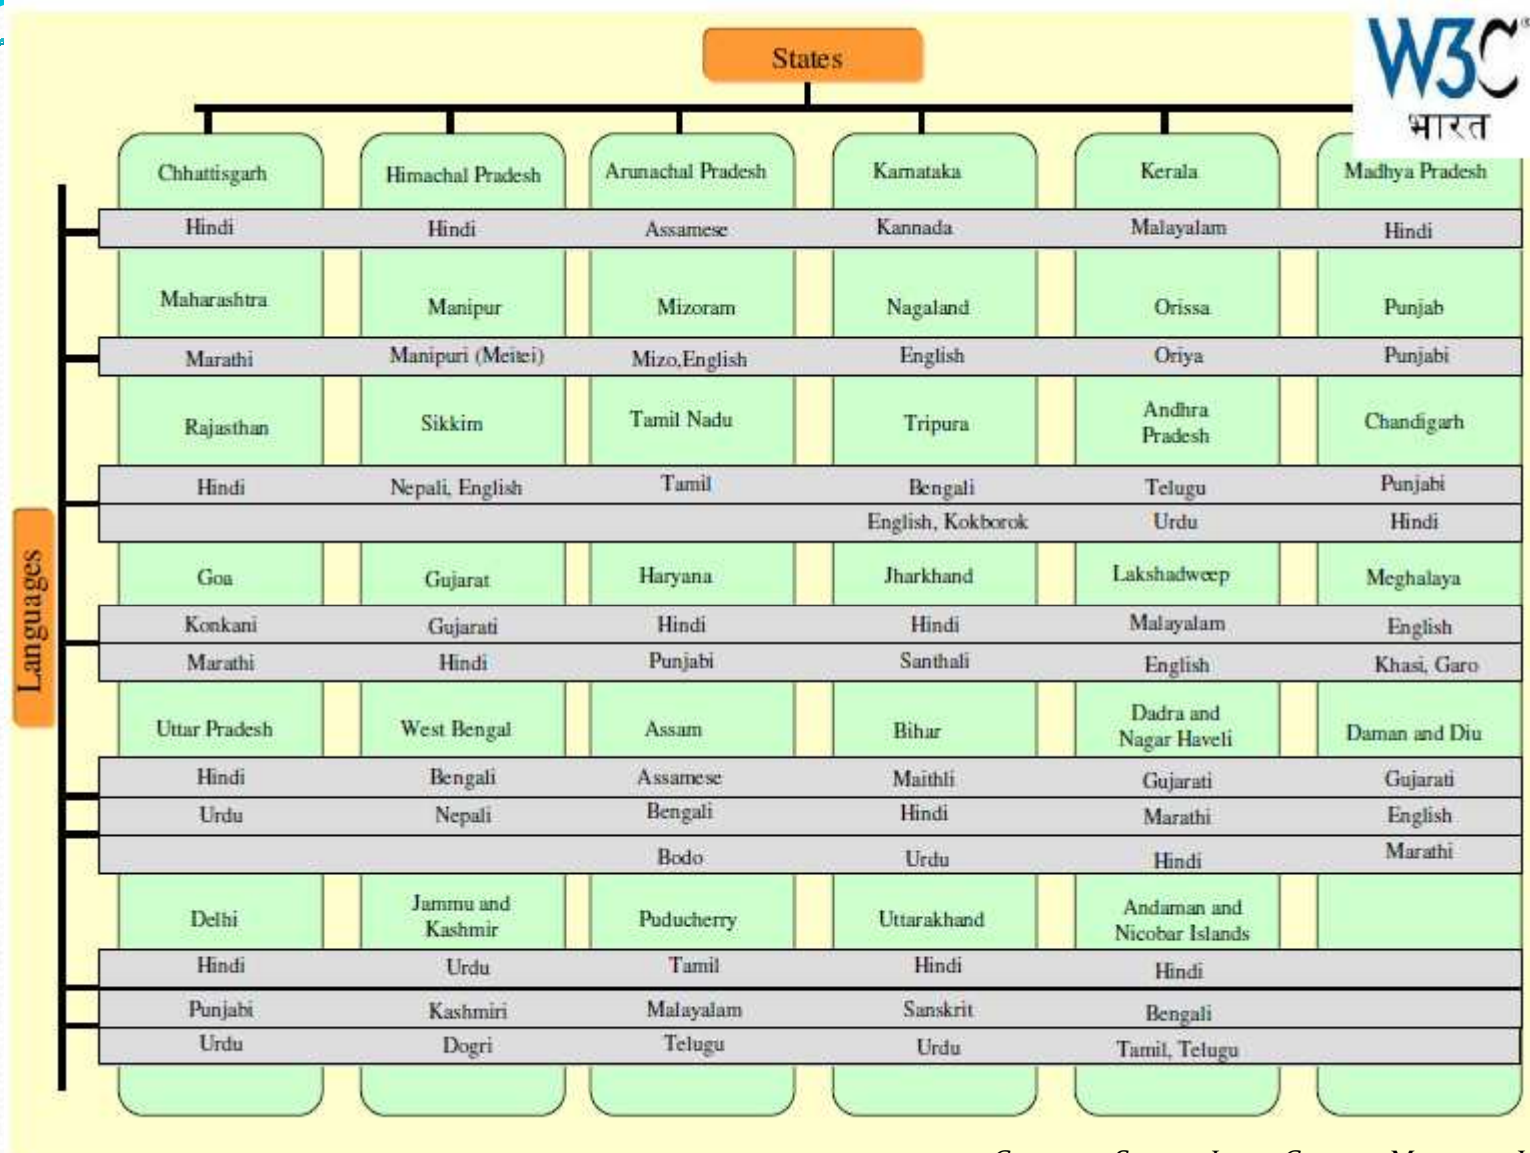 States
W3C®
भारत
Chhattisgarh Himachal Pradesh Arunachal Pradesh Karnataka Kerala Madhya Pradesh
Hindi Hindi Assamese Kannada Malayalam Hindi
Maharashtra Manipur Mizoram Nagaland Orissa Punjab
Marathi Manipuri (Meitei) Mizo,English English Oriya Punjabi
Rajasthan Sikkim Tamil Nadu Tripura Andhra Pradesh Chandigarh
Hindi Nepali, English Tamil Bengali Telugu Punjabi
English, Kokborok Urdu Hindi
Languages
Goa Gujarat Haryana Jharkhand Lakshadweep Meghalaya
Konkani Gujarati Hindi Hindi Malayalam English
Marathi Hindi Punjabi Santhali English Khasi, Garo
Uttar Pradesh West Bengal Assam Bihar Dadra and Nagar Haveli Daman and Diu
Hindi Bengali Assamese Maithli Gujarati Gujarati
Urdu Nepali Bengali Hindi Marathi English
Bodo Urdu Hindi Marathi
Delhi Jammu and Kashmir Puducherry Uttarakhand Andaman and Nicobar Islands
Hindi Urdu Tamil Hindi Hindi
Punjabi Kashmiri Malayalam Sanskrit Bengali
Urdu Dogri Telugu Urdu Tamil, Telugu